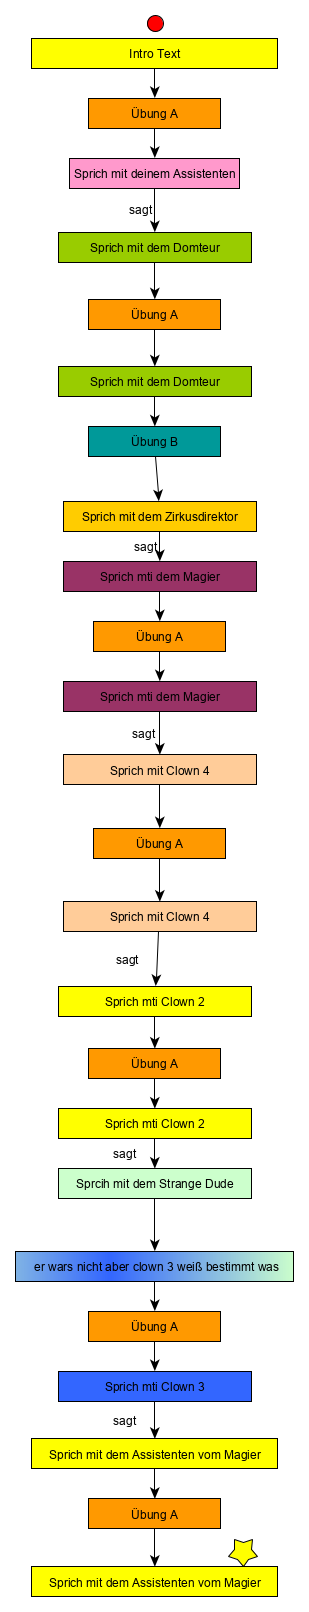 Intro Text
Übung A
Sprich mit deinem Assistenten
sagt
Sprich mit dem Domteur
Übung A
Sprich mit dem Domteur
Übung B
Sprich mit dem Zirkusdirektor
sagt
Sprich mti dem Magier
Übung A
Sprich mti dem Magier
sagt
Sprich mit Clown 4
Übung A
Sprich mit Clown 4
sagt
Sprich mti Clown 2
Übung A
Sprich mti Clown 2
sagt
Sprcih mit dem Strange Dude
er wars nicht aber clown 3 weiß bestimmt was
Übung A
Sprich mti Clown 3
sagt
Sprich mit dem Assistenten vom Magier
Übung A
Sprich mit dem Assistenten vom Magier